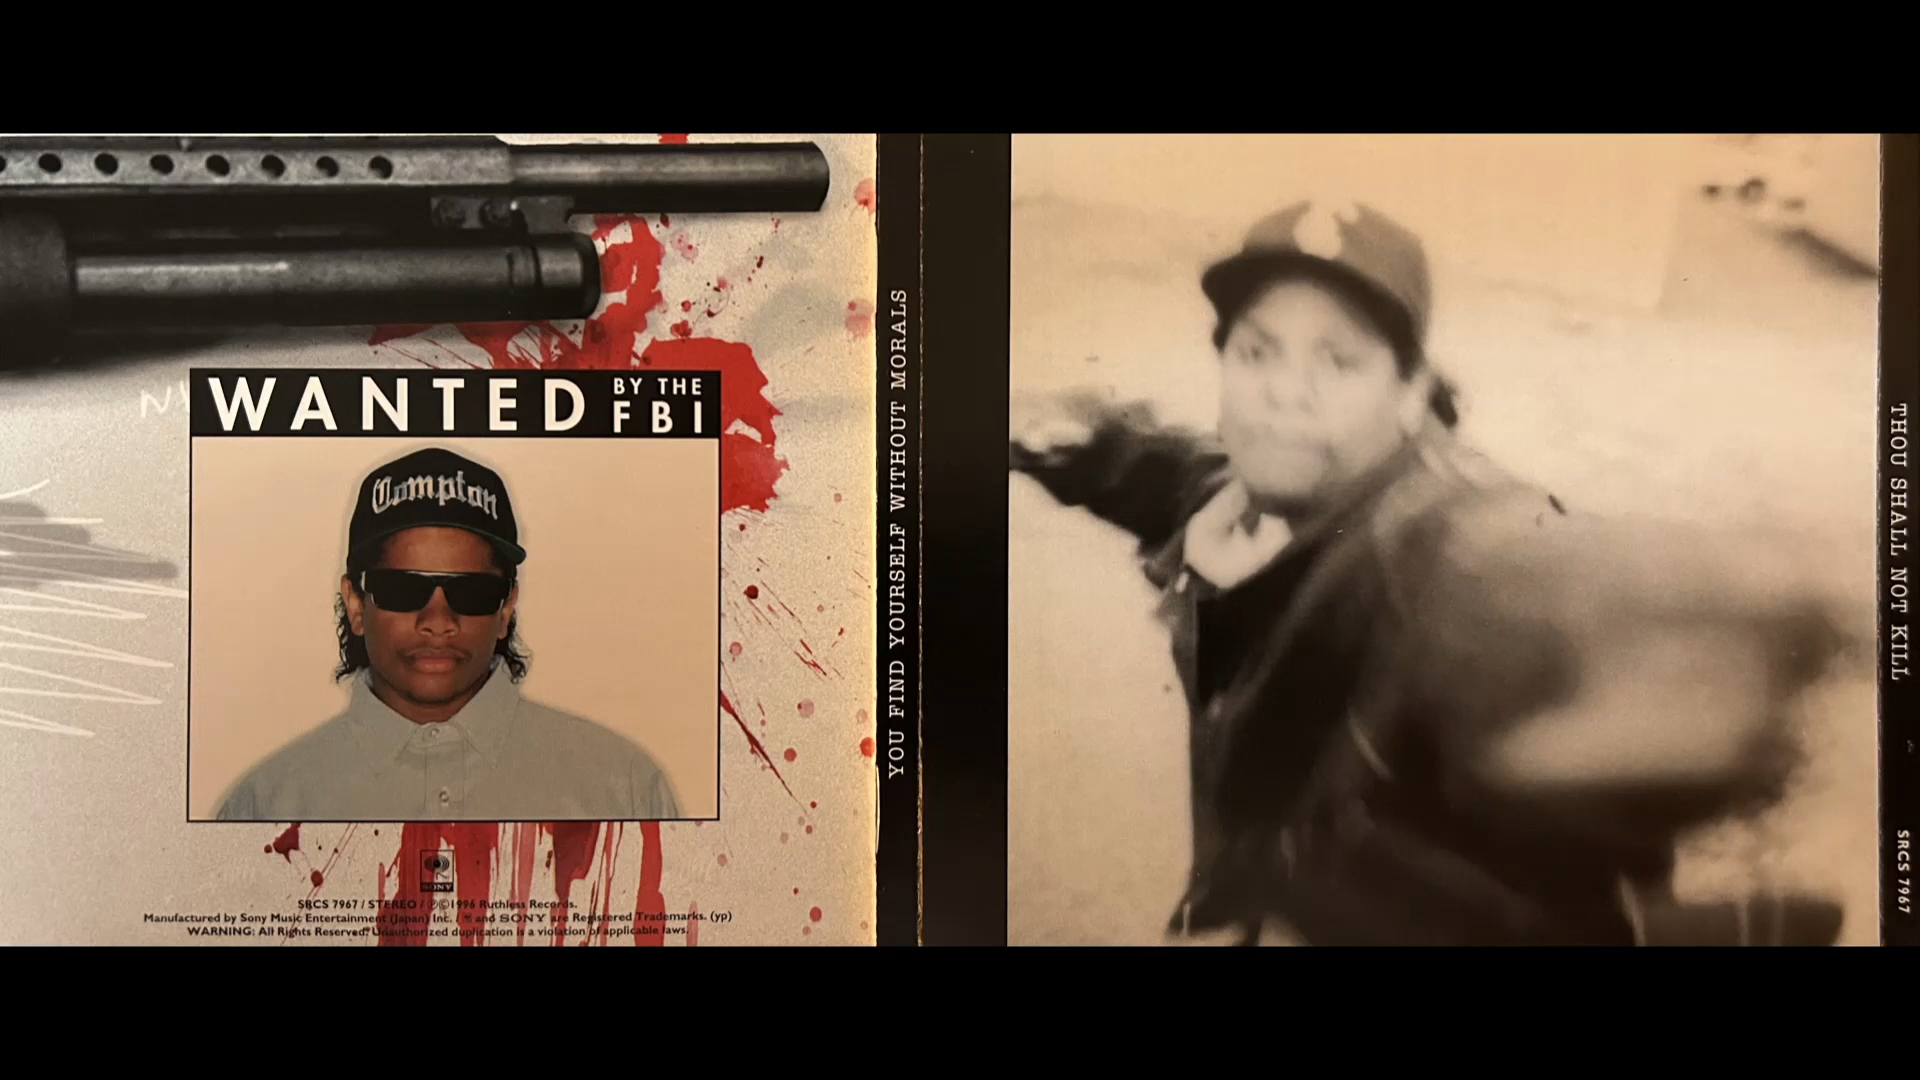 WANTED BY THE FBI
Compton
SONY
SRCS 7967 / STEREO / ℗©1996 Ruthless Records.
Manufactured by Sony Music Entertainment (Japan) Inc. / and SONY are Registered Trademarks. (yp)
WARNING: All Rights Reserved. Unauthorized duplication is a violation of applicable laws.
YOU FIND YOURSELF WITHOUT MORALS
THOU SHALL NOT KILL
SRCS 7967